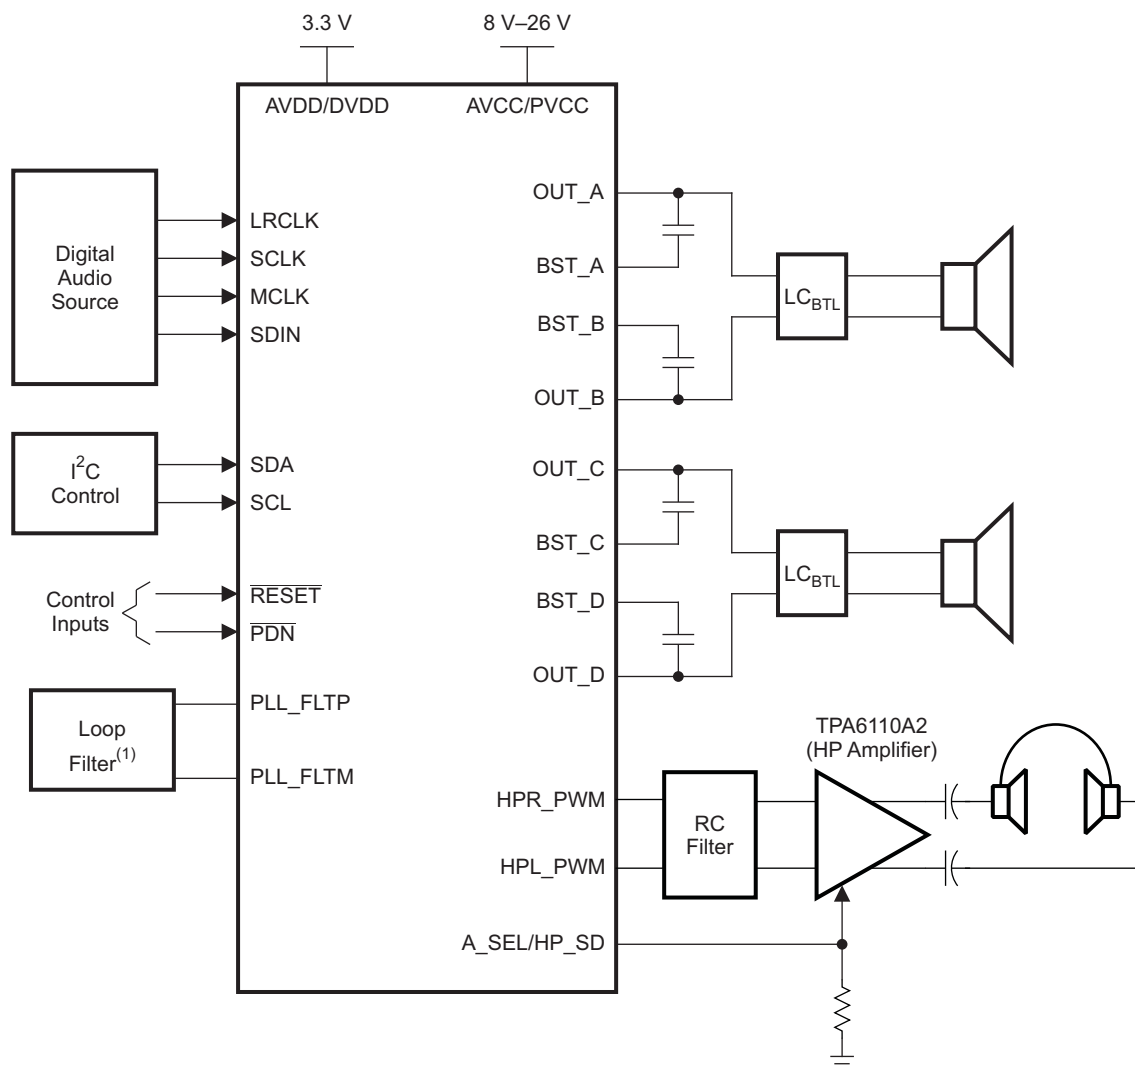 3.3 V
8 V–26 V
AVDD/DVDD
AVCC/PVCC
Digital
Audio
Source
LRCLK
SCLK
MCLK
SDIN
OUT_A
BST_A
BST_B
OUT_B
LC_BTL
I²C
Control
SDA
SCL
OUT_C
BST_C
BST_D
OUT_D
LC_BTL
Control
Inputs
RESET
PDN
Loop
Filter(1)
PLL_FLTP
PLL_FLTM
TPA6110A2
(HP Amplifier)
HPR_PWM
HPL_PWM
RC
Filter
A_SEL/HP_SD